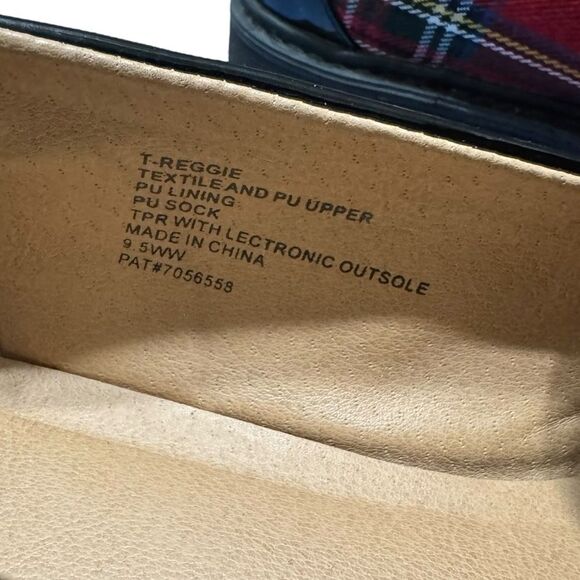 T-REGGIE
TEXTILE AND PU UPPER
PU LINING
PU SOCK
TPR WITH LECTRONIC OUTSOLE
MADE IN CHINA
9.5WW
PAT#7056558